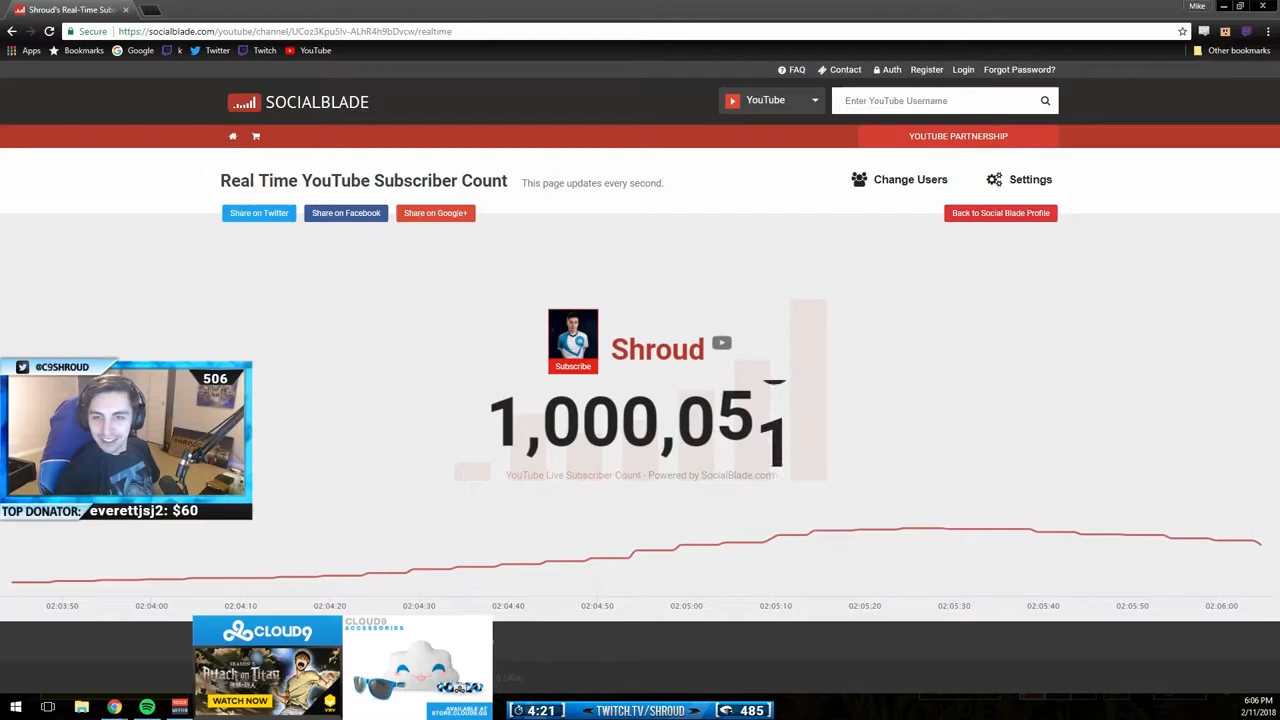 Shroud's Real-Time Sub
Mike
Secure
https://socialblade.com/youtube/channel/UCoz3Kpu5lv-ALhR4h9bDvcw/realtime
Apps Bookmarks Google k Twitter Twitch YouTube Other bookmarks
FAQ Contact Auth Register Login Forgot Password?
SOCIALBLADE YouTube Enter YouTube Username
YOUTUBE PARTNERSHIP
Real Time YouTube Subscriber Count This page updates every second. Change Users Settings
Share on Twitter Share on Facebook Share on Google+ Back to Social Blade Profile
Shroud
Subscribe
1,000,051
YouTube Live Subscriber Count - Powered by SocialBlade.com
@C9SHROUD
506
TOP DONATOR: everettjsj2: $60
02:03:50 02:04:00 02:04:10 02:04:20 02:04:30 02:04:40 02:04:50 02:05:00 02:05:10 02:05:20 02:05:30 02:05:40 02:05:50 02:06:00
CLOUD9
Attack on Titan
WATCH NOW
VRV
CLOUD9
ACCESSORIES
AVAILABLE AT
STORE.CLOUD9.GG
4:21 TWITCH.TV/SHROUD 485
6:06 PM
2/11/2018